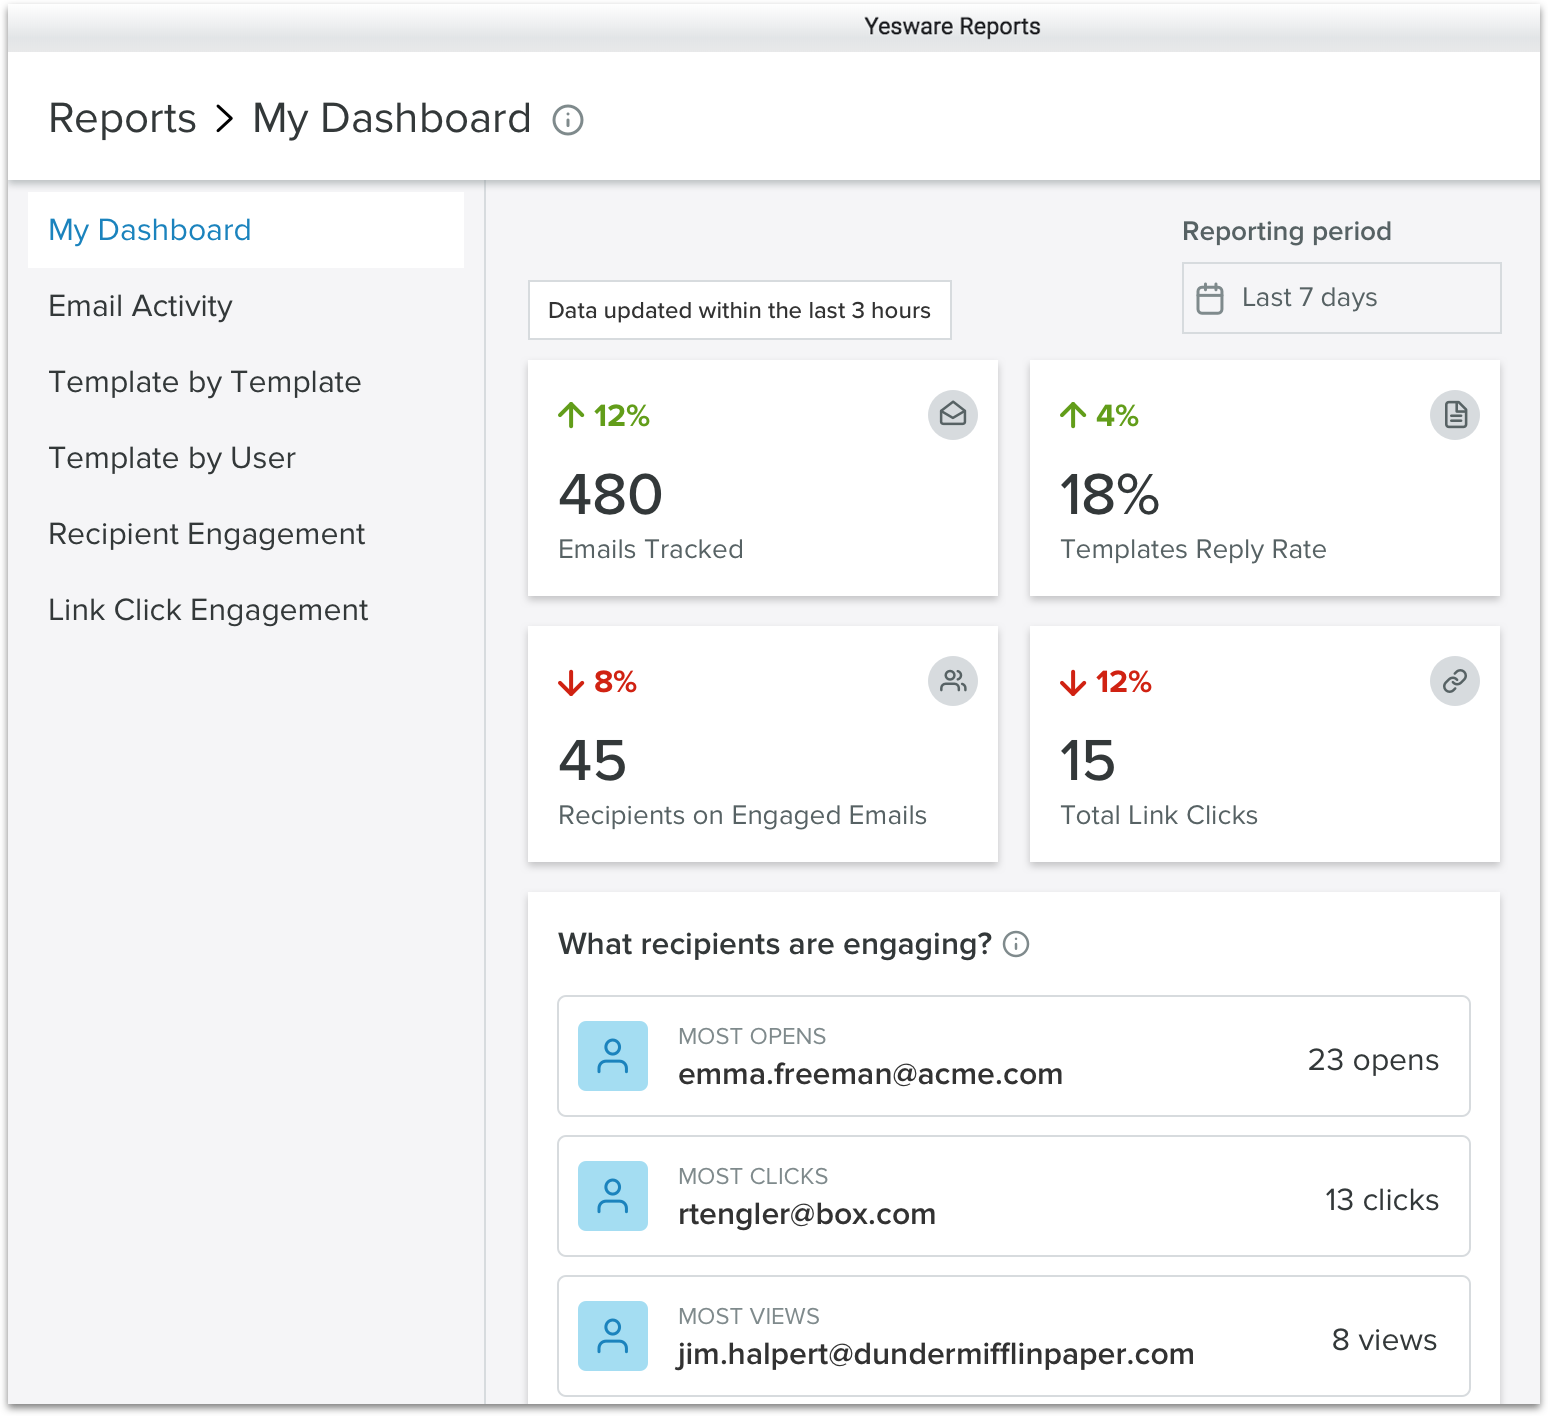 Yesware Reports
Reports > My Dashboard
My Dashboard
Email Activity
Template by Template
Template by User
Recipient Engagement
Link Click Engagement
Reporting period
Last 7 days
Data updated within the last 3 hours
12%
480
Emails Tracked
4%
18%
Templates Reply Rate
8%
45
Recipients on Engaged Emails
12%
15
Total Link Clicks
What recipients are engaging?
MOST OPENS
emma.freeman@acme.com
23 opens
MOST CLICKS
rtengler@box.com
13 clicks
MOST VIEWS
jim.halpert@dundermifflinpaper.com
8 views